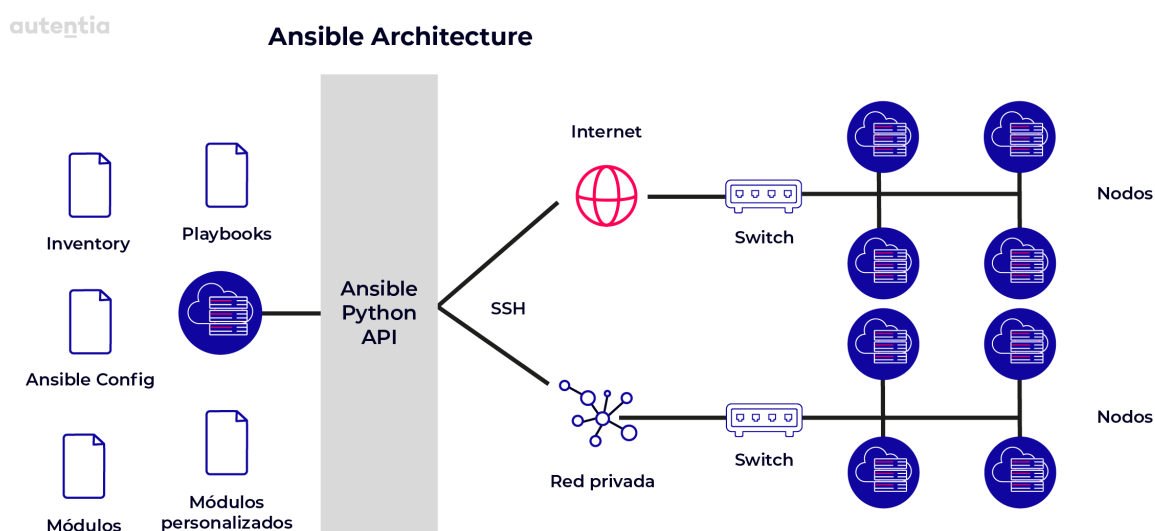 autentia
Ansible Architecture
Internet
Inventory
Playbooks
Switch
Nodos
Ansible
Python
API
SSH
Ansible Config
Red privada
Switch
Nodos
Módulos
Módulos
personalizados